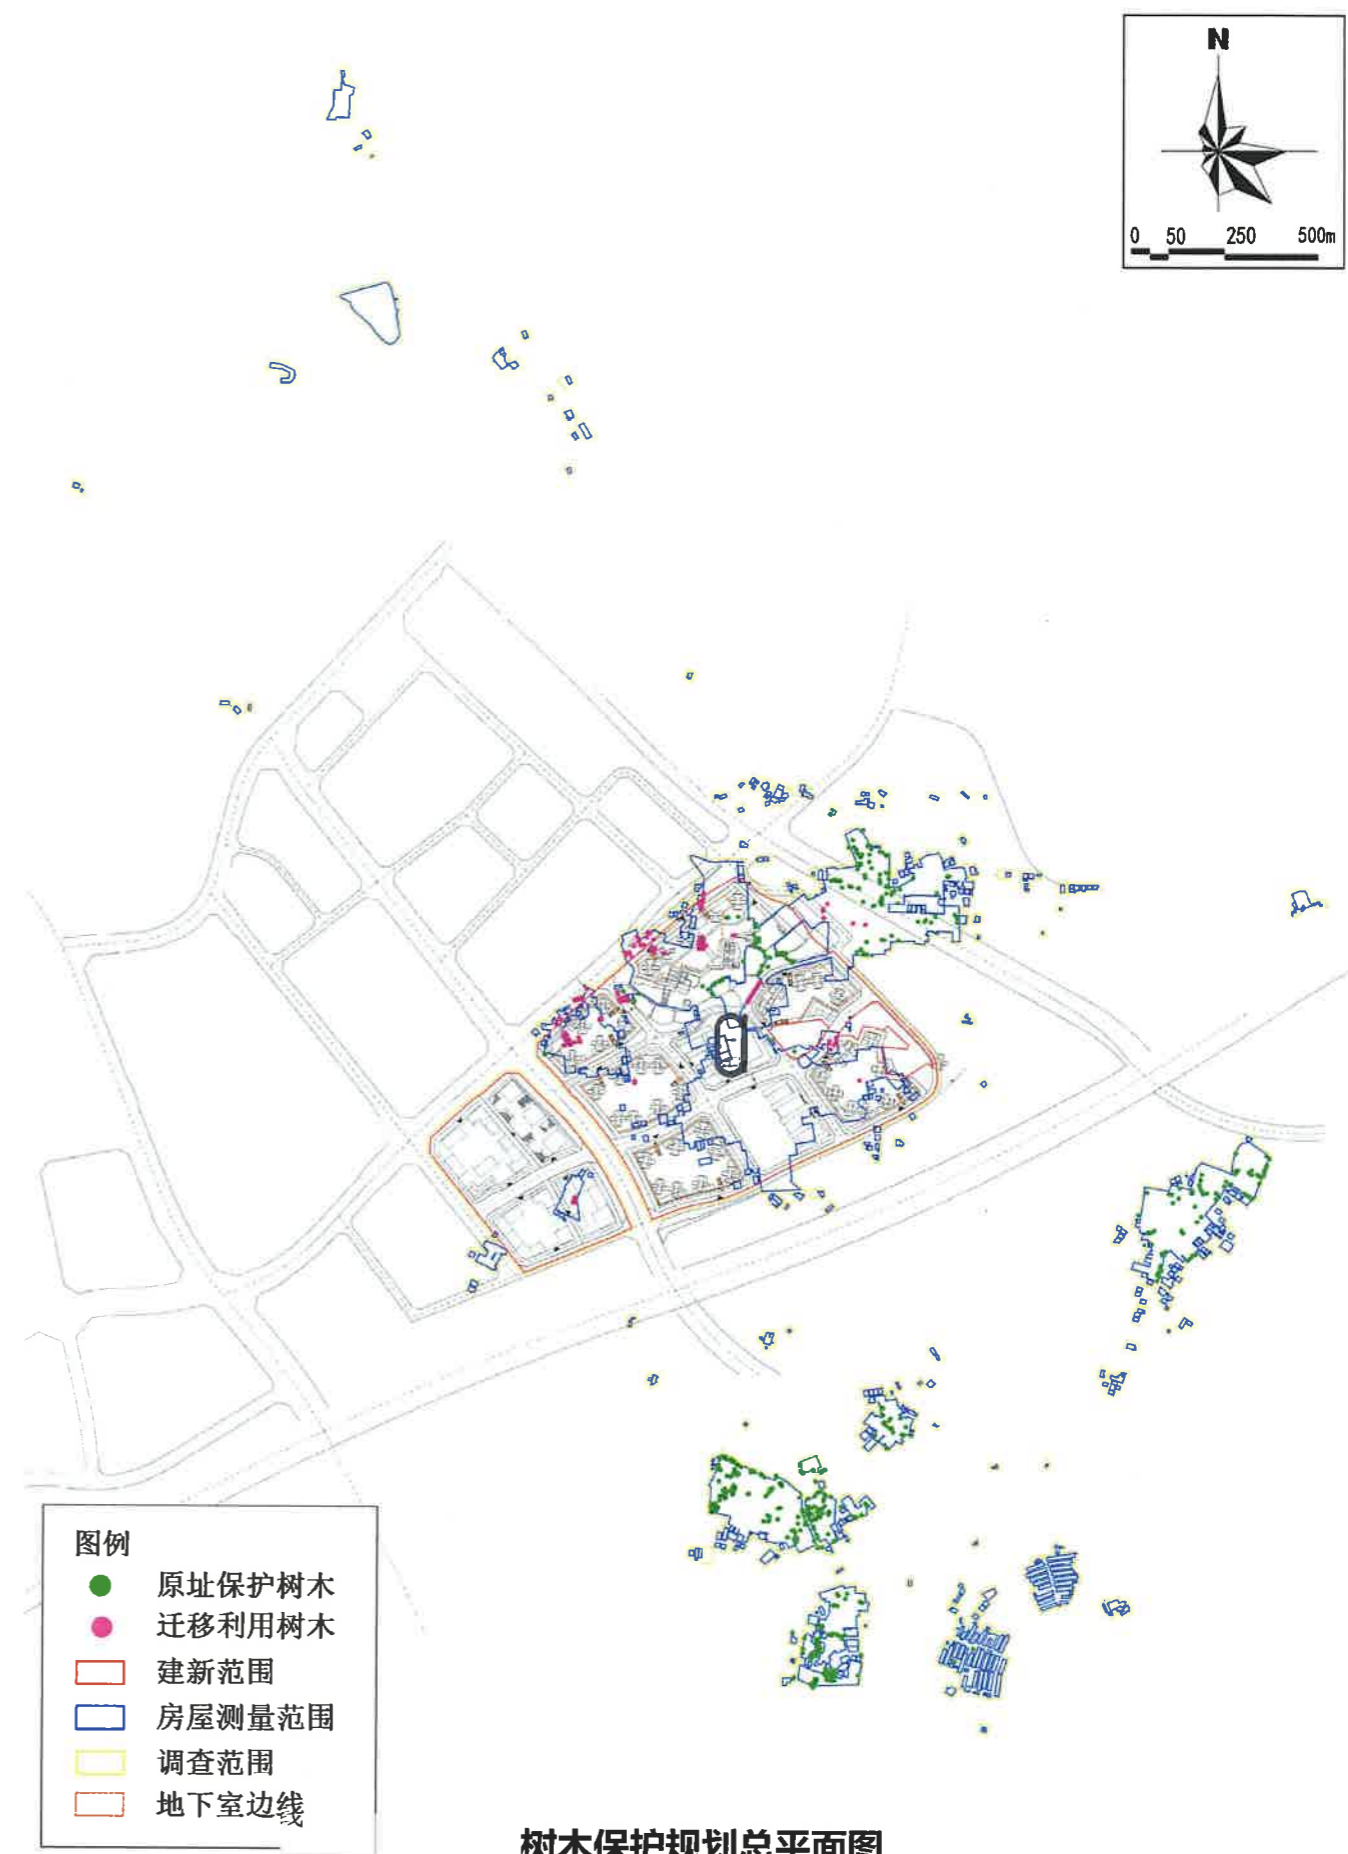 N
0 50 250 500m
图例
原址保护树木
迁移利用树木
建新范围
房屋测量范围
调查范围
地下室边线
树木保护规划总平面图